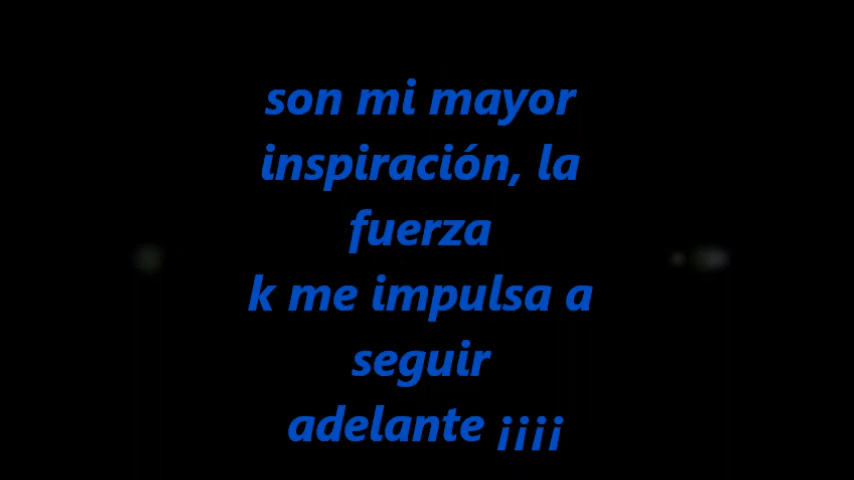 son mi mayor
inspiración, la
fuerza
k me impulsa a
seguir
adelante ¡¡¡¡